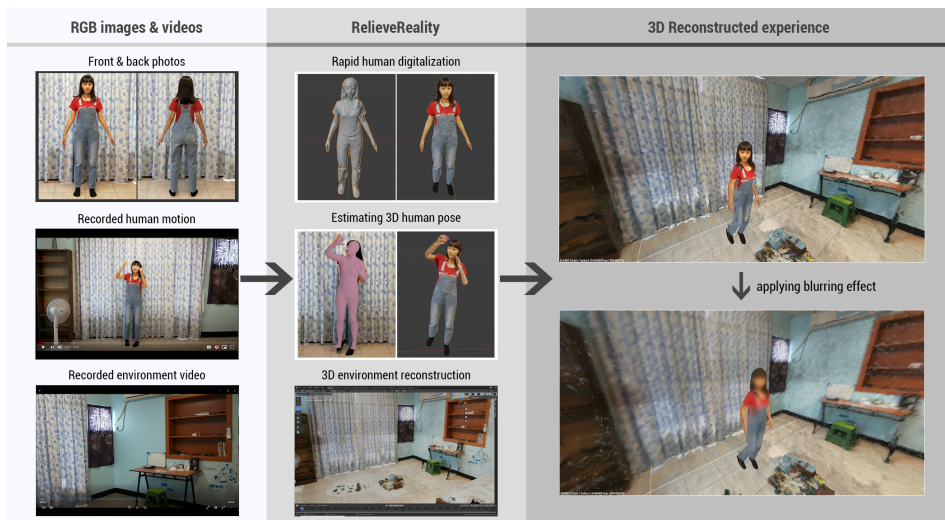 RGB images & videos
RelieveReality
3D Reconstructed experience
Front & back photos
Rapid human digitalization
Recorded human motion
Estimating 3D human pose
applying blurring effect
Recorded environment video
3D environment reconstruction